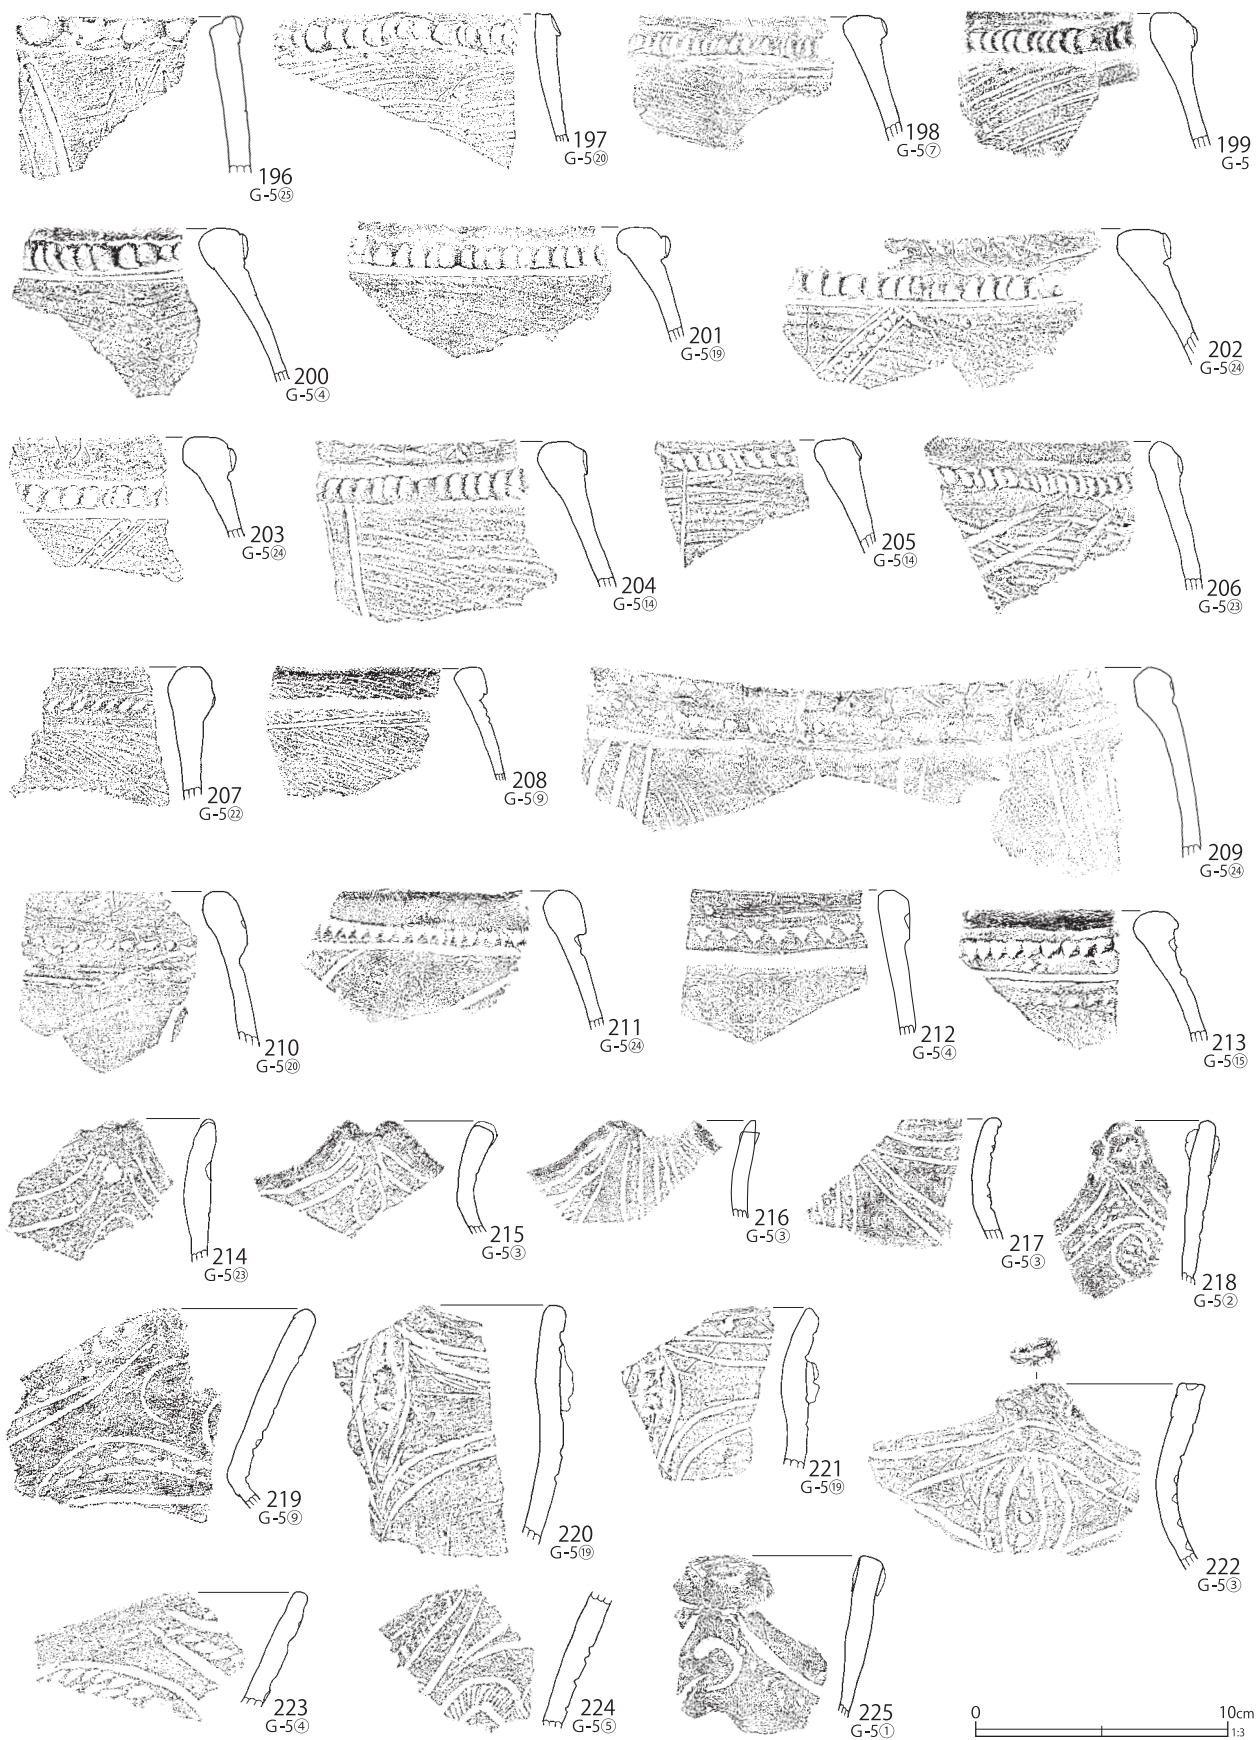 196
G-5㉕
197
G-5⑳
198
G-5⑦
199
G-5
200
G-5④
201
G-5⑲
202
G-5㉔
203
G-5㉔
204
G-5⑭
205
G-5⑭
206
G-5㉓
207
G-5㉒
208
G-5⑨
209
G-5㉔
210
G-5⑳
211
G-5㉔
212
G-5④
213
G-5⑮
214
G-5㉓
215
G-5③
216
G-5③
217
G-5③
218
G-5②
219
G-5⑨
220
G-5⑲
221
G-5⑲
222
G-5③
223
G-5④
224
G-5⑤
225
G-5①
0 10cm
1:3